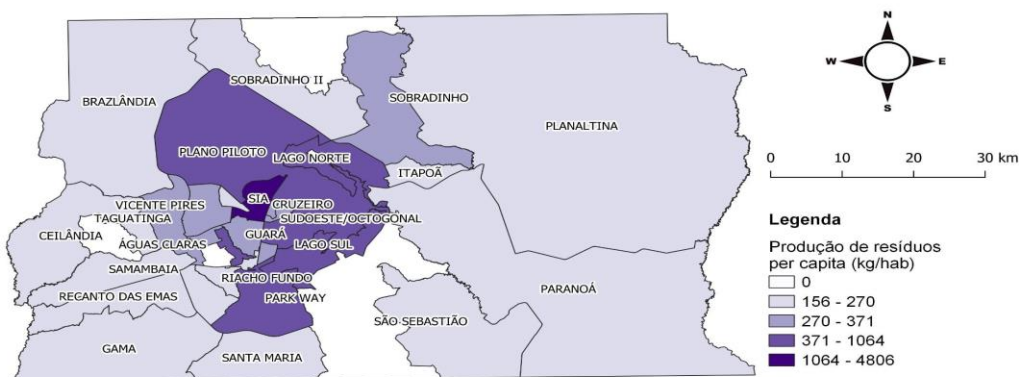 SOBRADINHO II
BRAZLÂNDIA
SOBRADINHO
PLANALTINA
PLANO PILOTO
LAGO NORTE
ITAPOÃ
SIA
CRUZEIRO
VICENTE PIRES
TAGUATINGA
SUDOESTE/OCTOGONAL
CEILÂNDIA
GUARÁ
ÁGUAS CLARAS
LAGO SUL
SAMAMBAIA
RIACHO FUNDO
RECANTO DAS EMAS
PARK WAY
PARANOÁ
SÃO SEBASTIÃO
GAMA
SANTA MARIA
N
W E
S
0 10 20 30 km
Legenda
Produção de resíduos
per capita (kg/hab)
0
156 - 270
270 - 371
371 - 1064
1064 - 4806